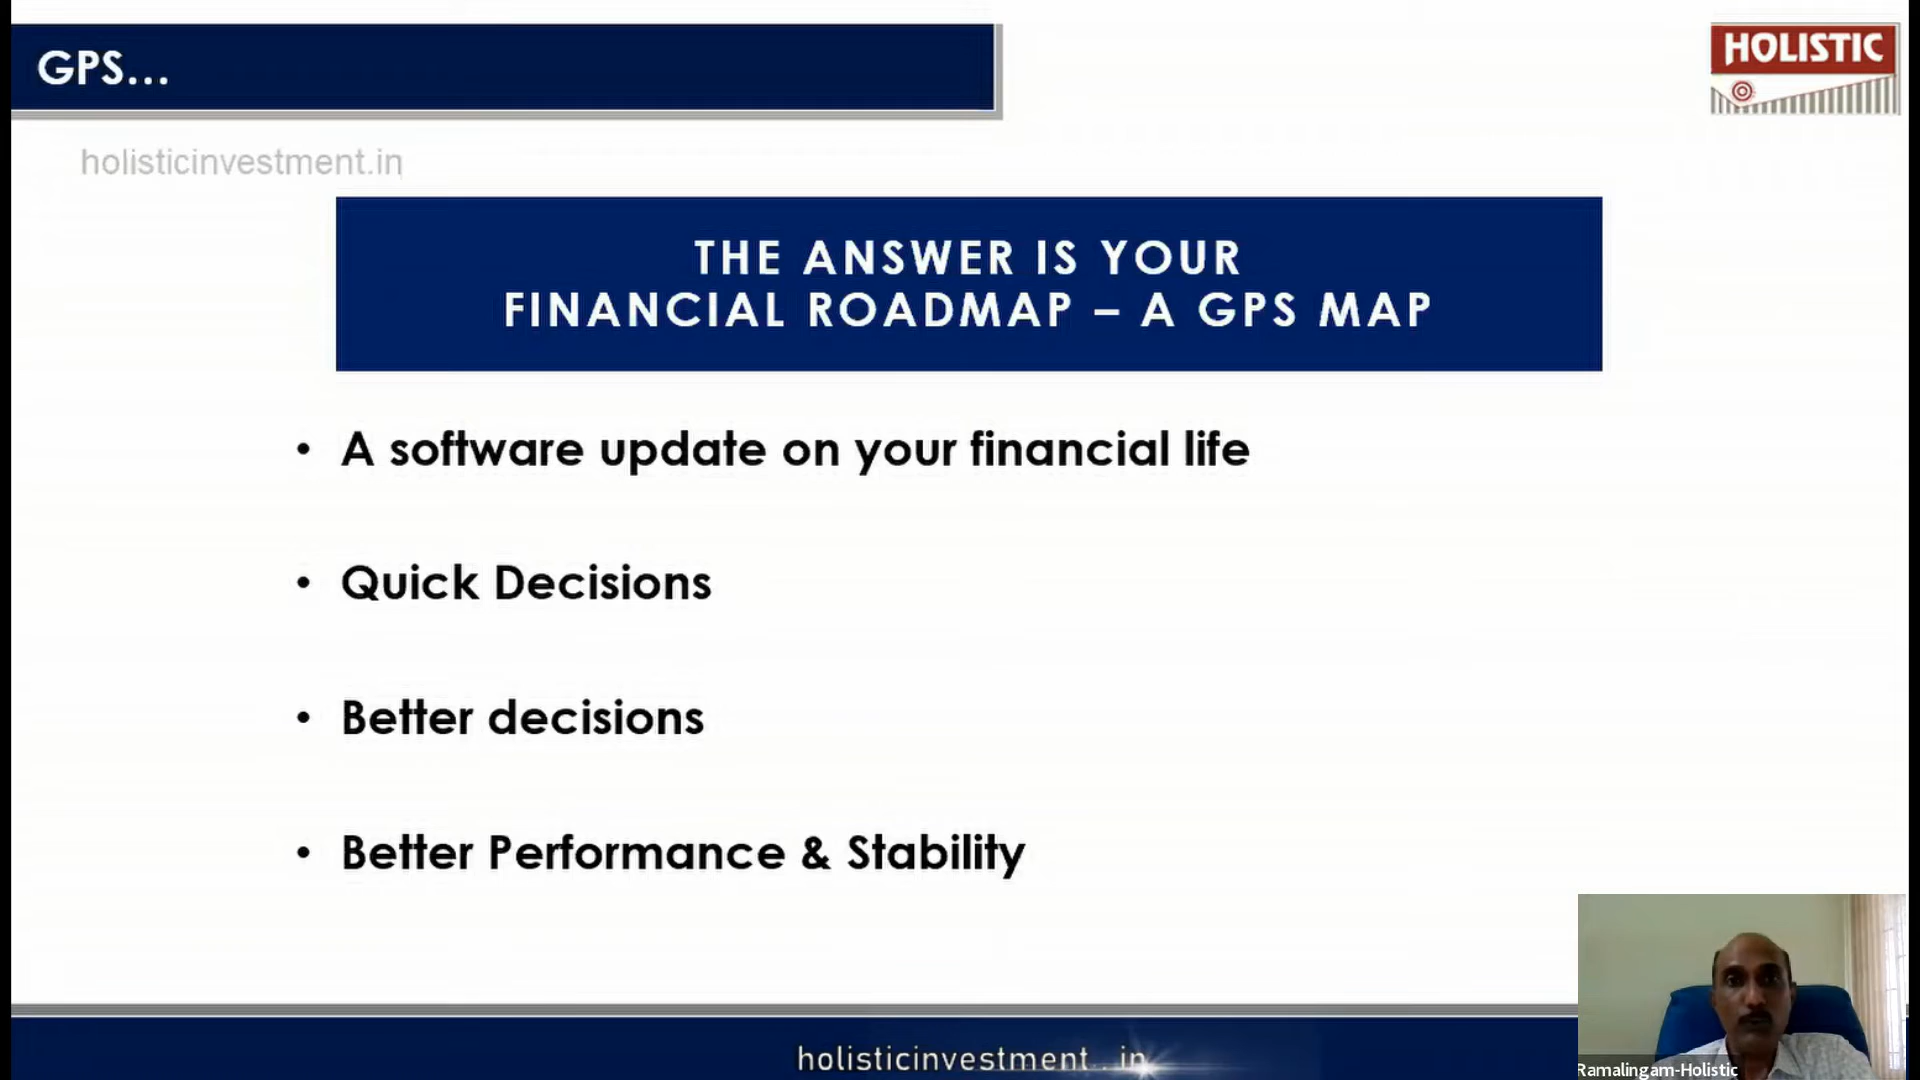 GPS...
HOLISTIC
holisticinvestment.in
THE ANSWER IS YOUR
FINANCIAL ROADMAP – A GPS MAP
• A software update on your financial life
• Quick Decisions
• Better decisions
• Better Performance & Stability
holisticinvestment. .in
Ramalingam-Holistic